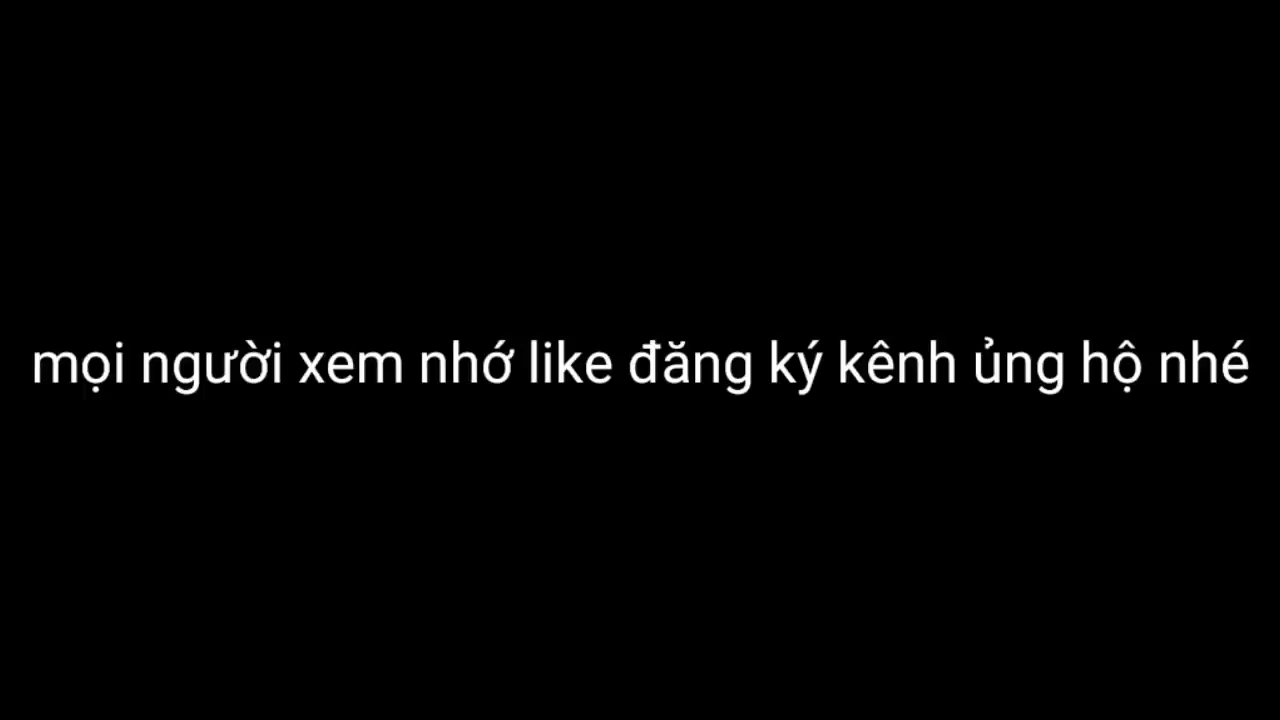 mọi người xem nhớ like đăng ký kênh ủng hộ nhé